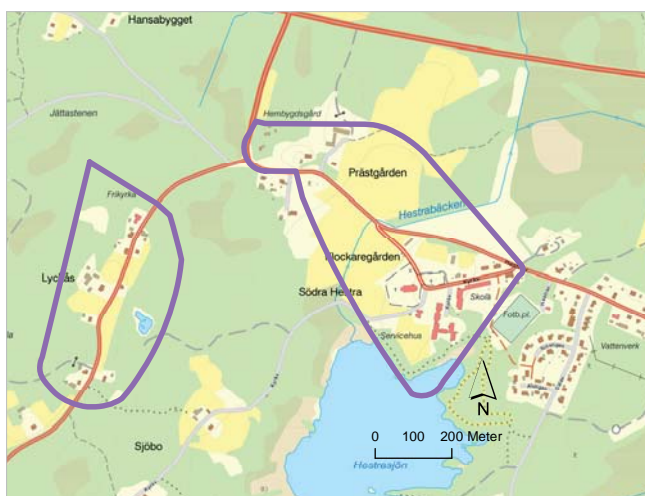 Hansabygget
Jättastenen
Hembygdsgård
Prästgården
Frikyrka
Hestrabäcken
Klockaregården
Lyckås
Södra Hestra
Skola
Fotb.pl.
Servicehus
Vattenverk
N
Sjöbo
0 100 200 Meter
Hestrasjön